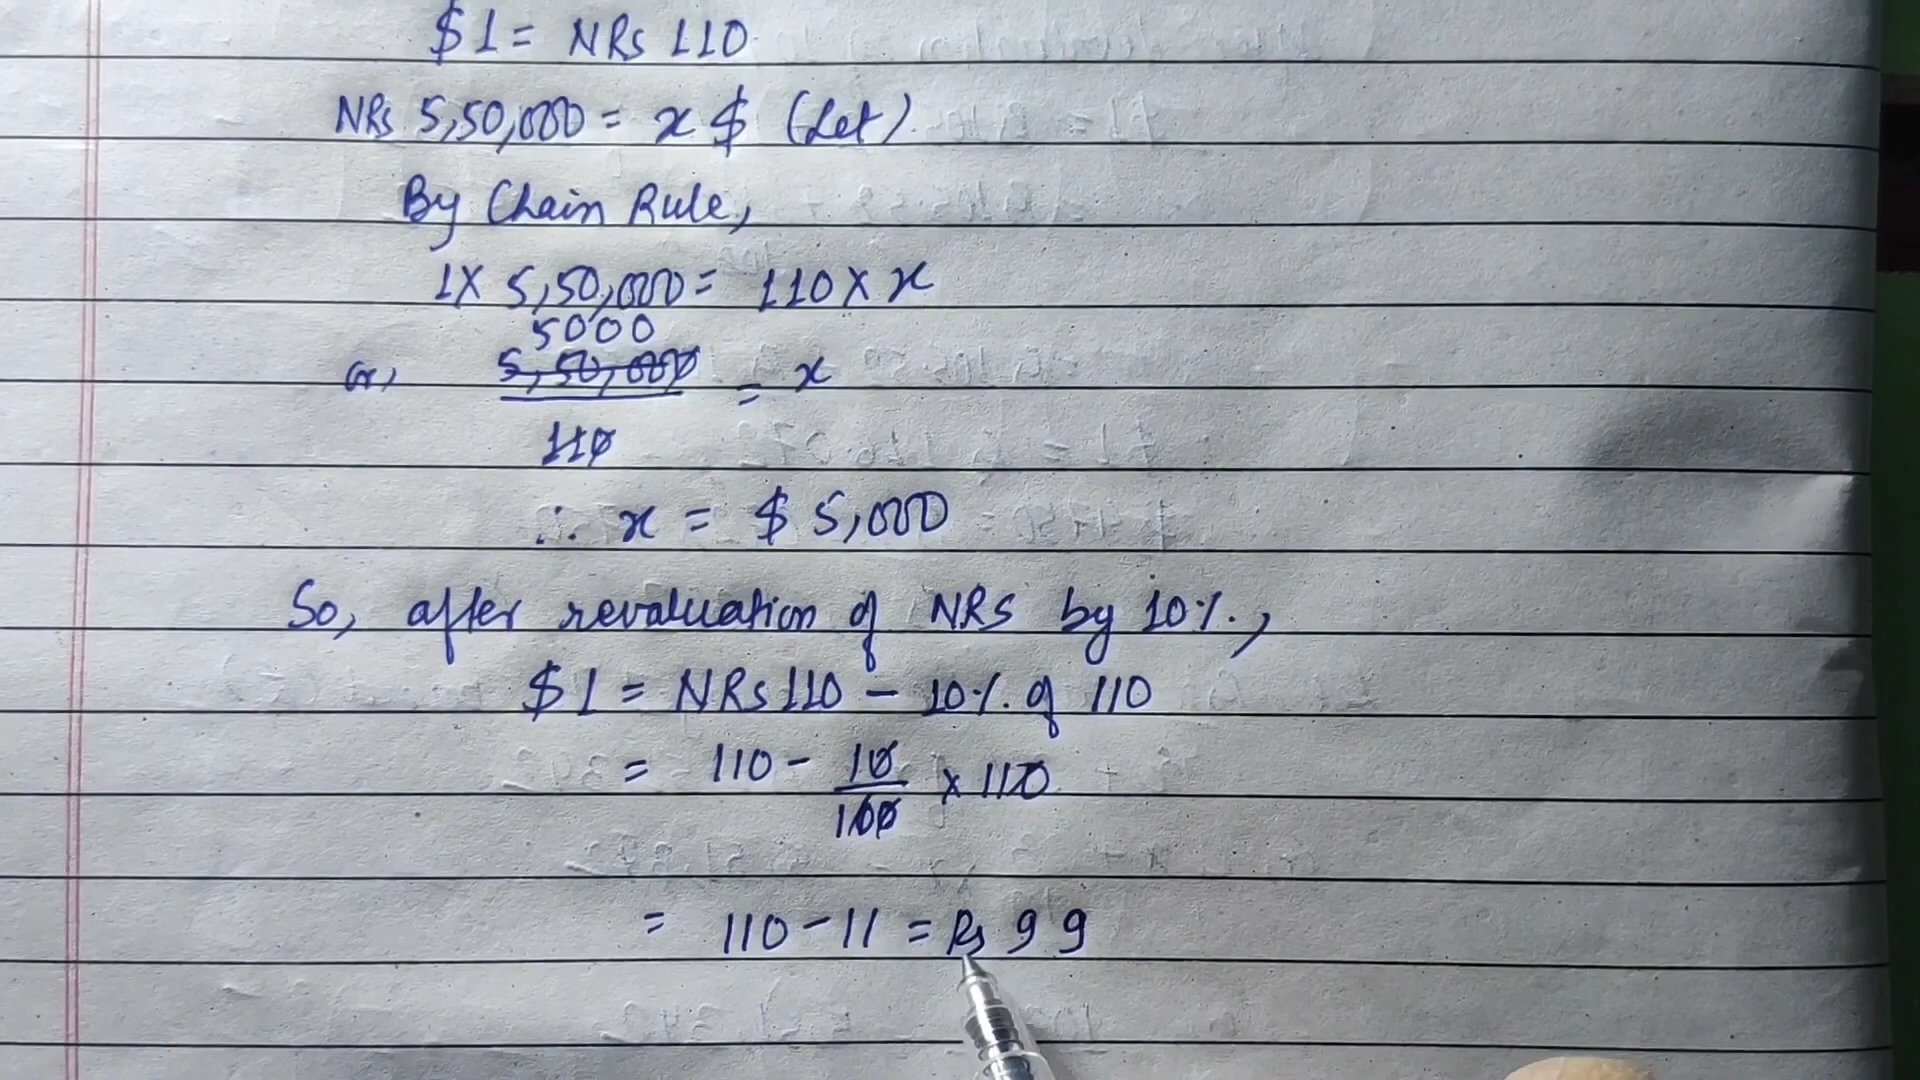 $1 = NRs 110
NRs 5,50,000 = x $ (Let)
By Chain Rule,
1 X 5,50,000 = 110 X x
5000
or, 5,50,000 / 110 = x
∴ x = $ 5,000
So, after revaluation of NRS by 10%,
$1 = NRs 110 - 10% of 110
= 110 - 10/100 x 110
= 110 - 11 = Rs 99